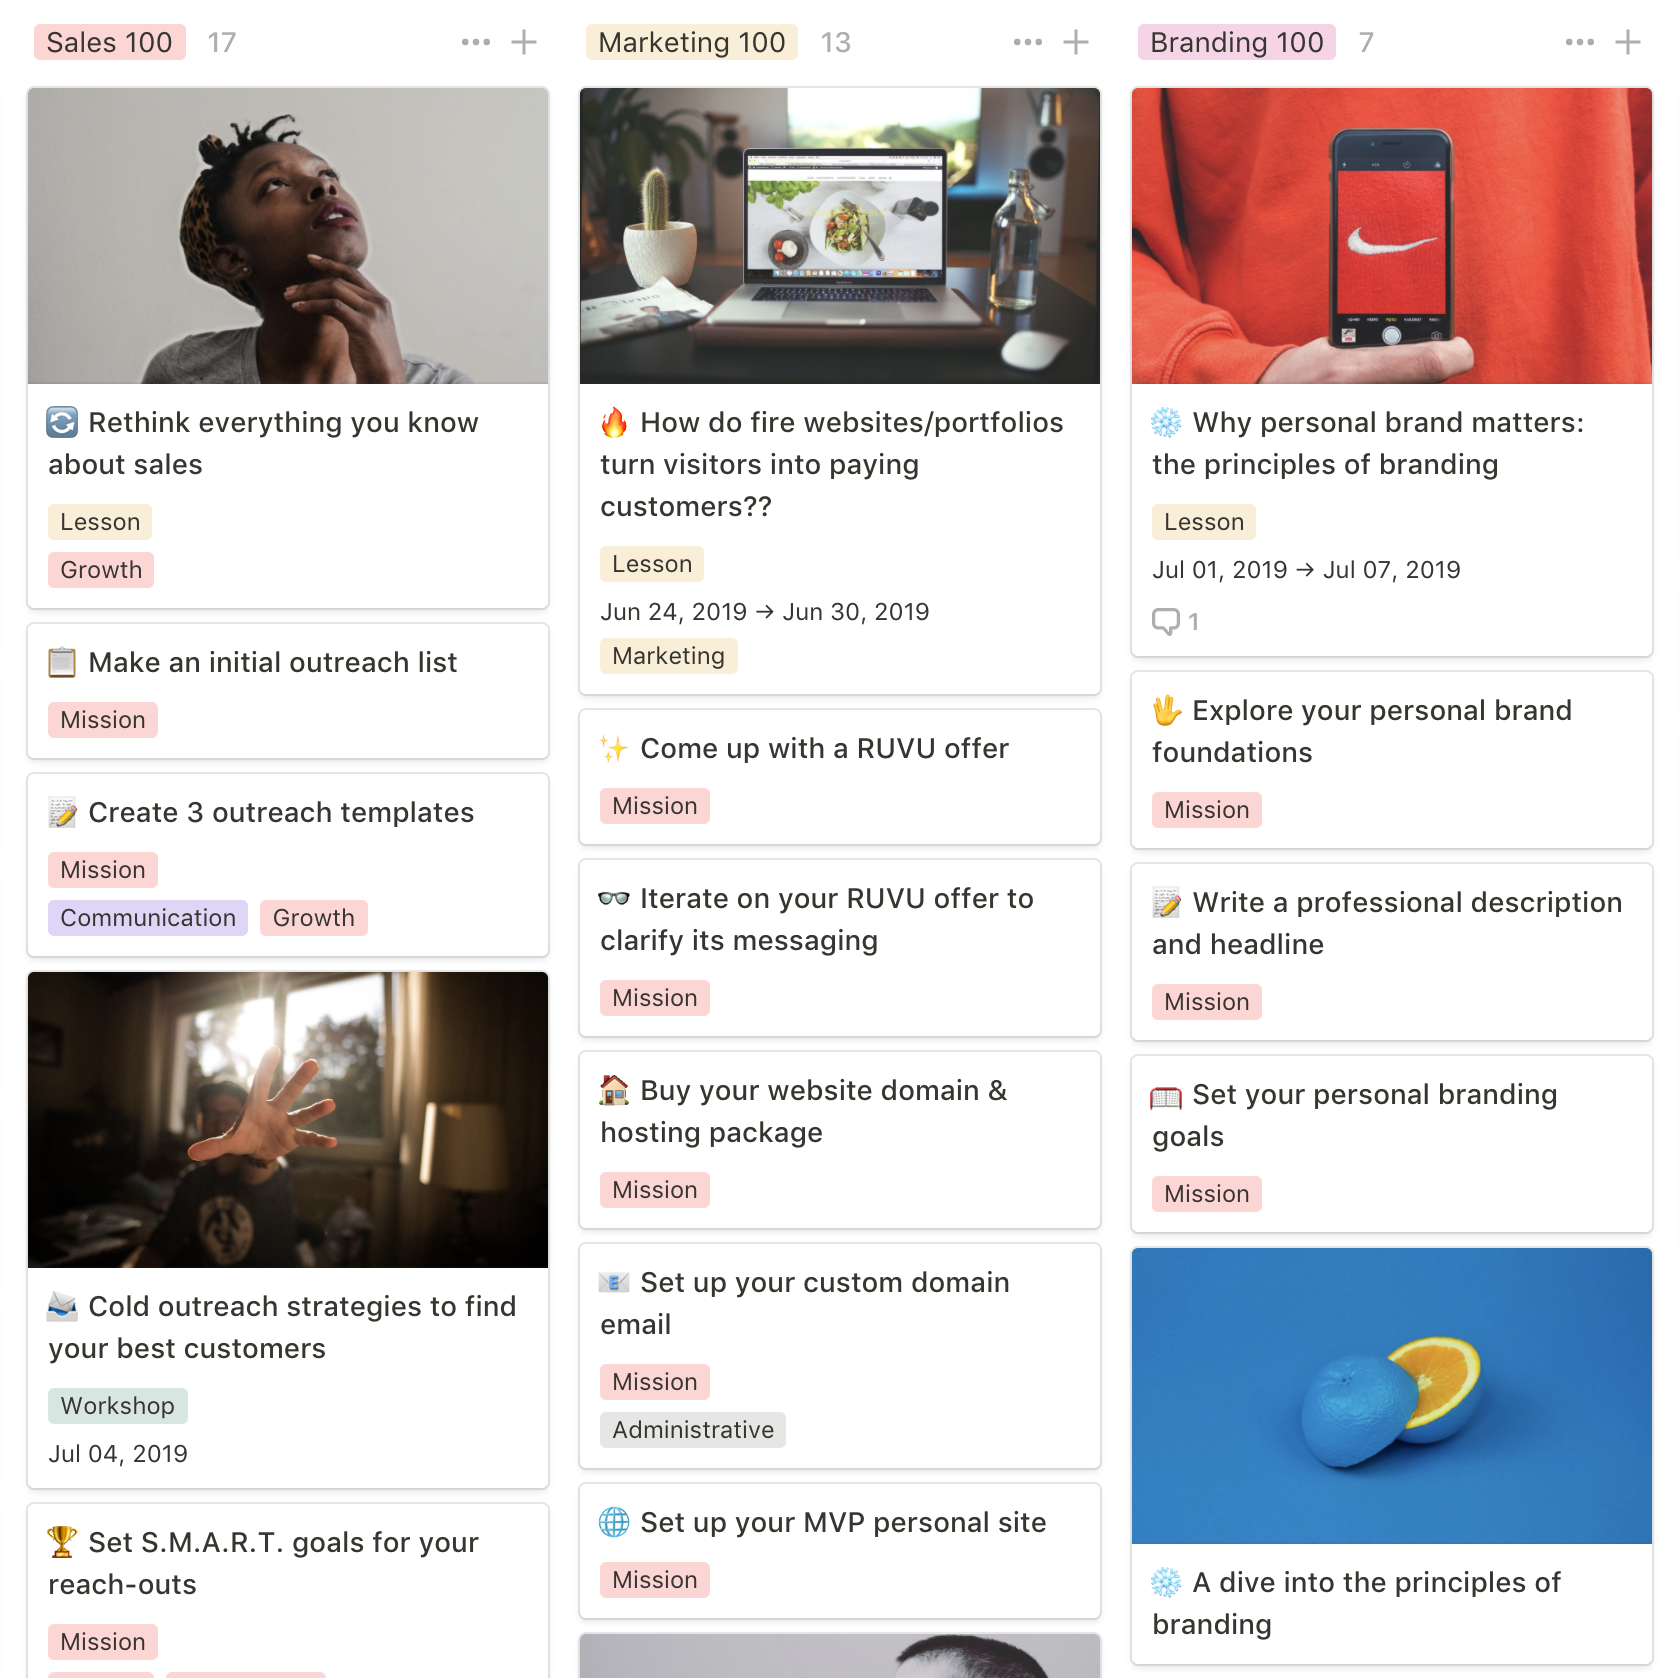 Sales 100 17
Rethink everything you know
about sales
Lesson
Growth
Make an initial outreach list
Mission
Create 3 outreach templates
Mission
Communication Growth
Cold outreach strategies to find
your best customers
Workshop
Jul 04, 2019
Set S.M.A.R.T. goals for your
reach-outs
Mission
Marketing 100 13
How do fire websites/portfolios
turn visitors into paying
customers??
Lesson
Jun 24, 2019 → Jun 30, 2019
Marketing
Come up with a RUVU offer
Mission
Iterate on your RUVU offer to
clarify its messaging
Mission
Buy your website domain &
hosting package
Mission
Set up your custom domain
email
Mission
Administrative
Set up your MVP personal site
Mission
Branding 100 7
Why personal brand matters:
the principles of branding
Lesson
Jul 01, 2019 → Jul 07, 2019
1
Explore your personal brand
foundations
Mission
Write a professional description
and headline
Mission
Set your personal branding
goals
Mission
A dive into the principles of
branding